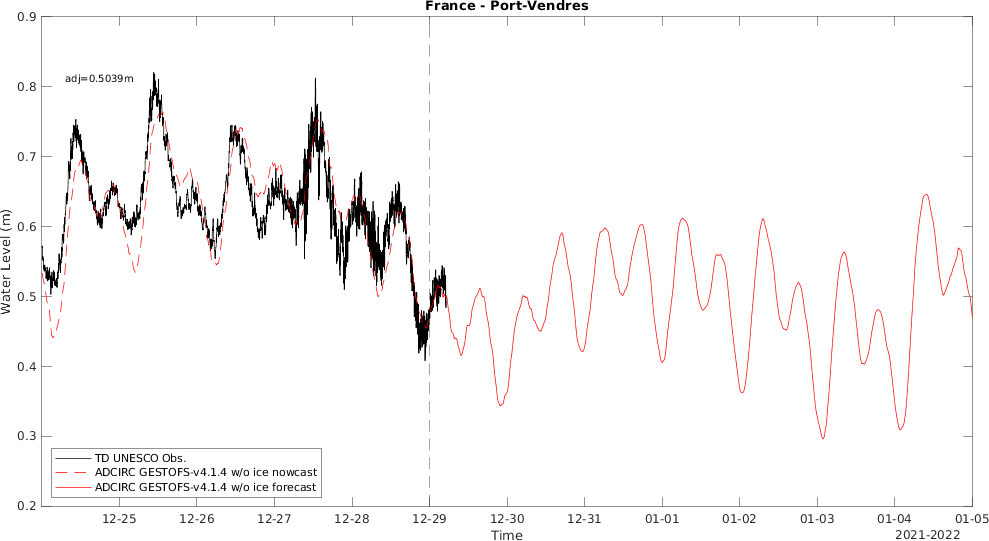 France - Port-Vendres
adj=0.5039m
Water Level (m)
0.9
0.8
0.7
0.6
0.5
0.4
0.3
0.2
TD UNESCO Obs.
ADCIRC GESTOFS-v4.1.4 w/o ice nowcast
ADCIRC GESTOFS-v4.1.4 w/o ice forecast
12-25 12-26 12-27 12-28 12-29 12-30 12-31 01-01 01-02 01-03 01-04 01-05
Time
2021-2022